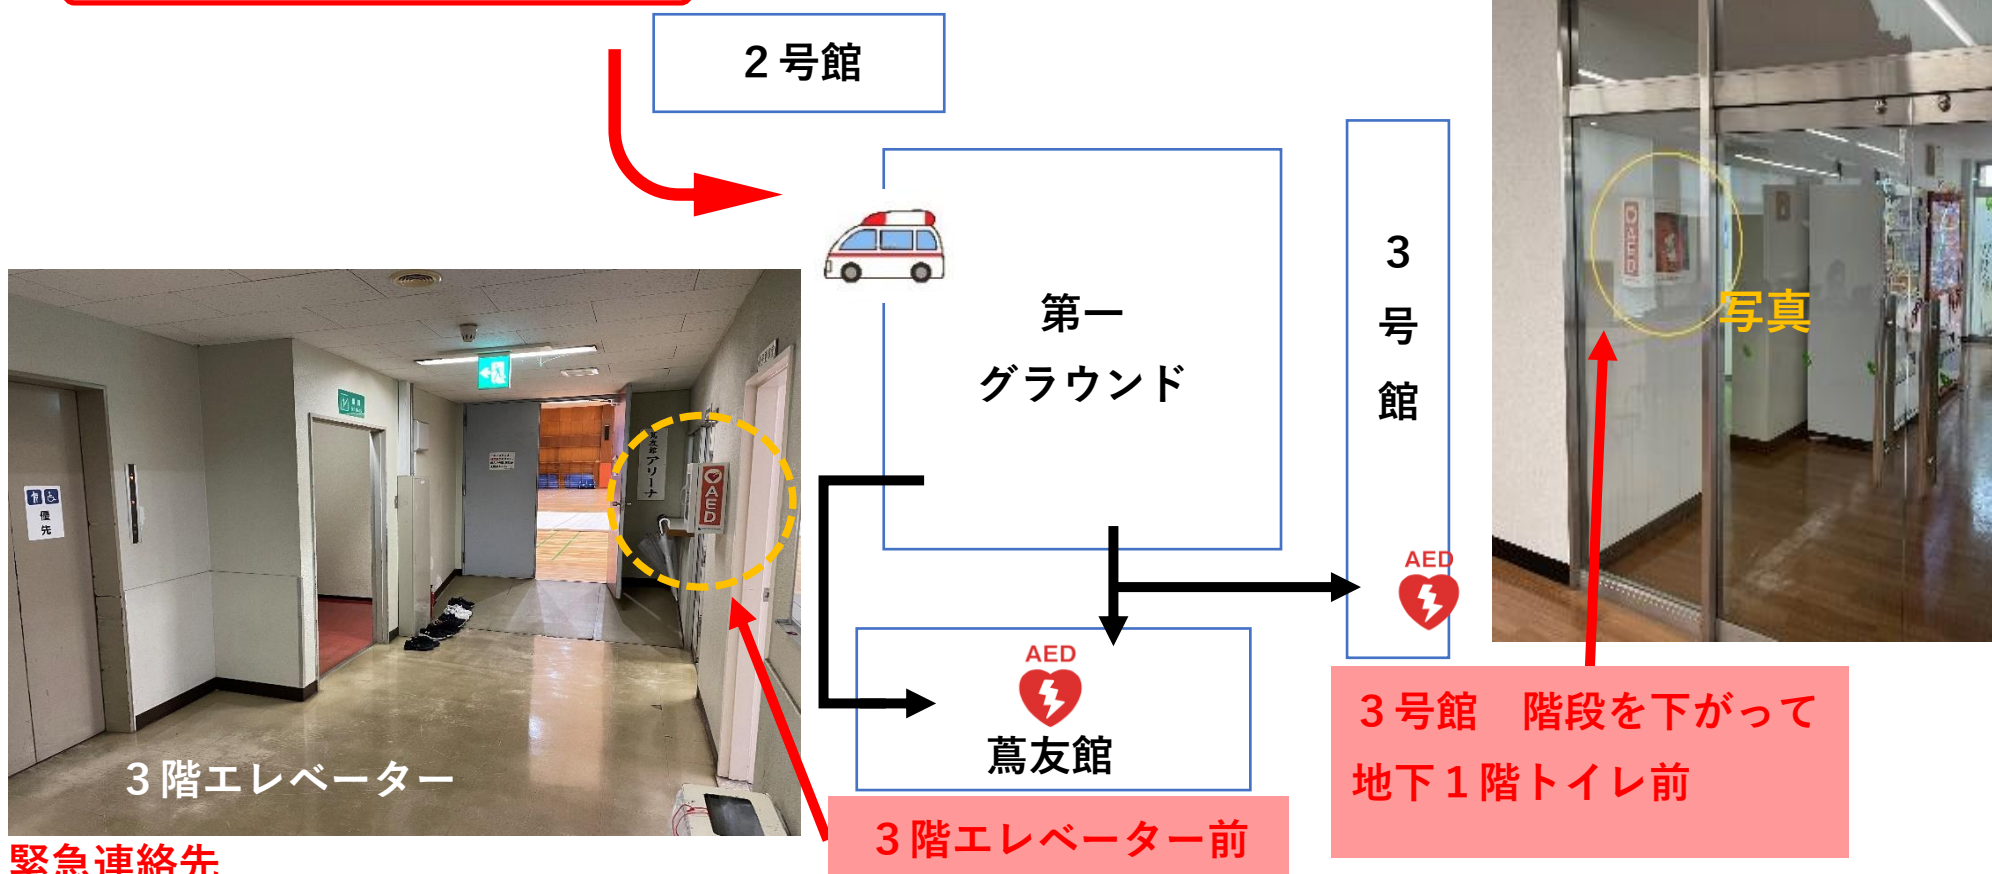 ２号館
第一
グラウンド
３
号
館
AED
AED
蔦友館
写真
AED
優先
アリーナ
AED
３階エレベーター
３階エレベーター前
３号館　階段を下がって
地下１階トイレ前
緊急連絡先